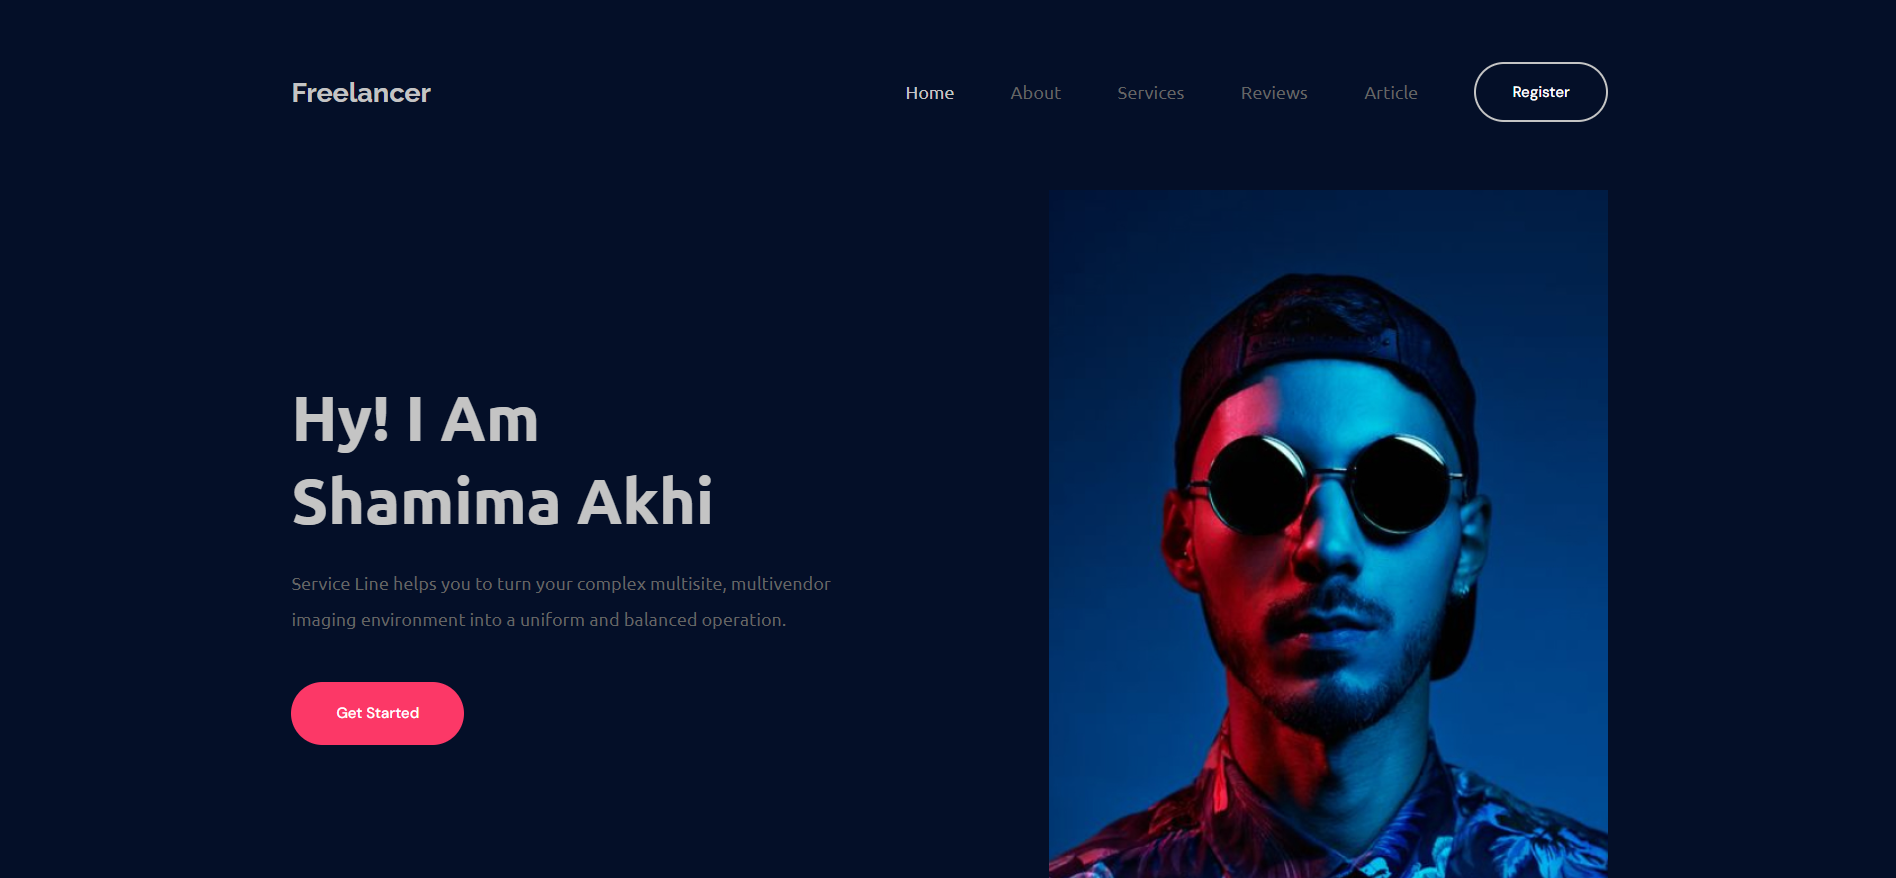 Freelancer
Home About Services Reviews Article Register
Hy! I Am
Shamima Akhi
Service Line helps you to turn your complex multisite, multivendor
imaging environment into a uniform and balanced operation.
Get Started